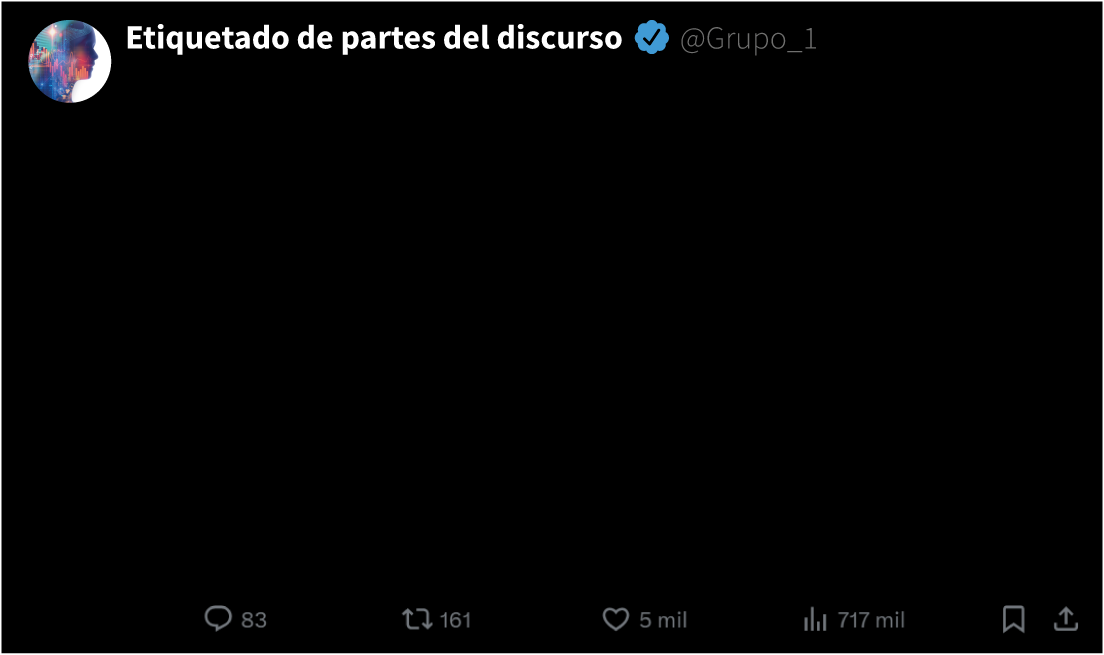 Etiquetado de partes del discurso @Grupo_1
83 161 5 mil 717 mil